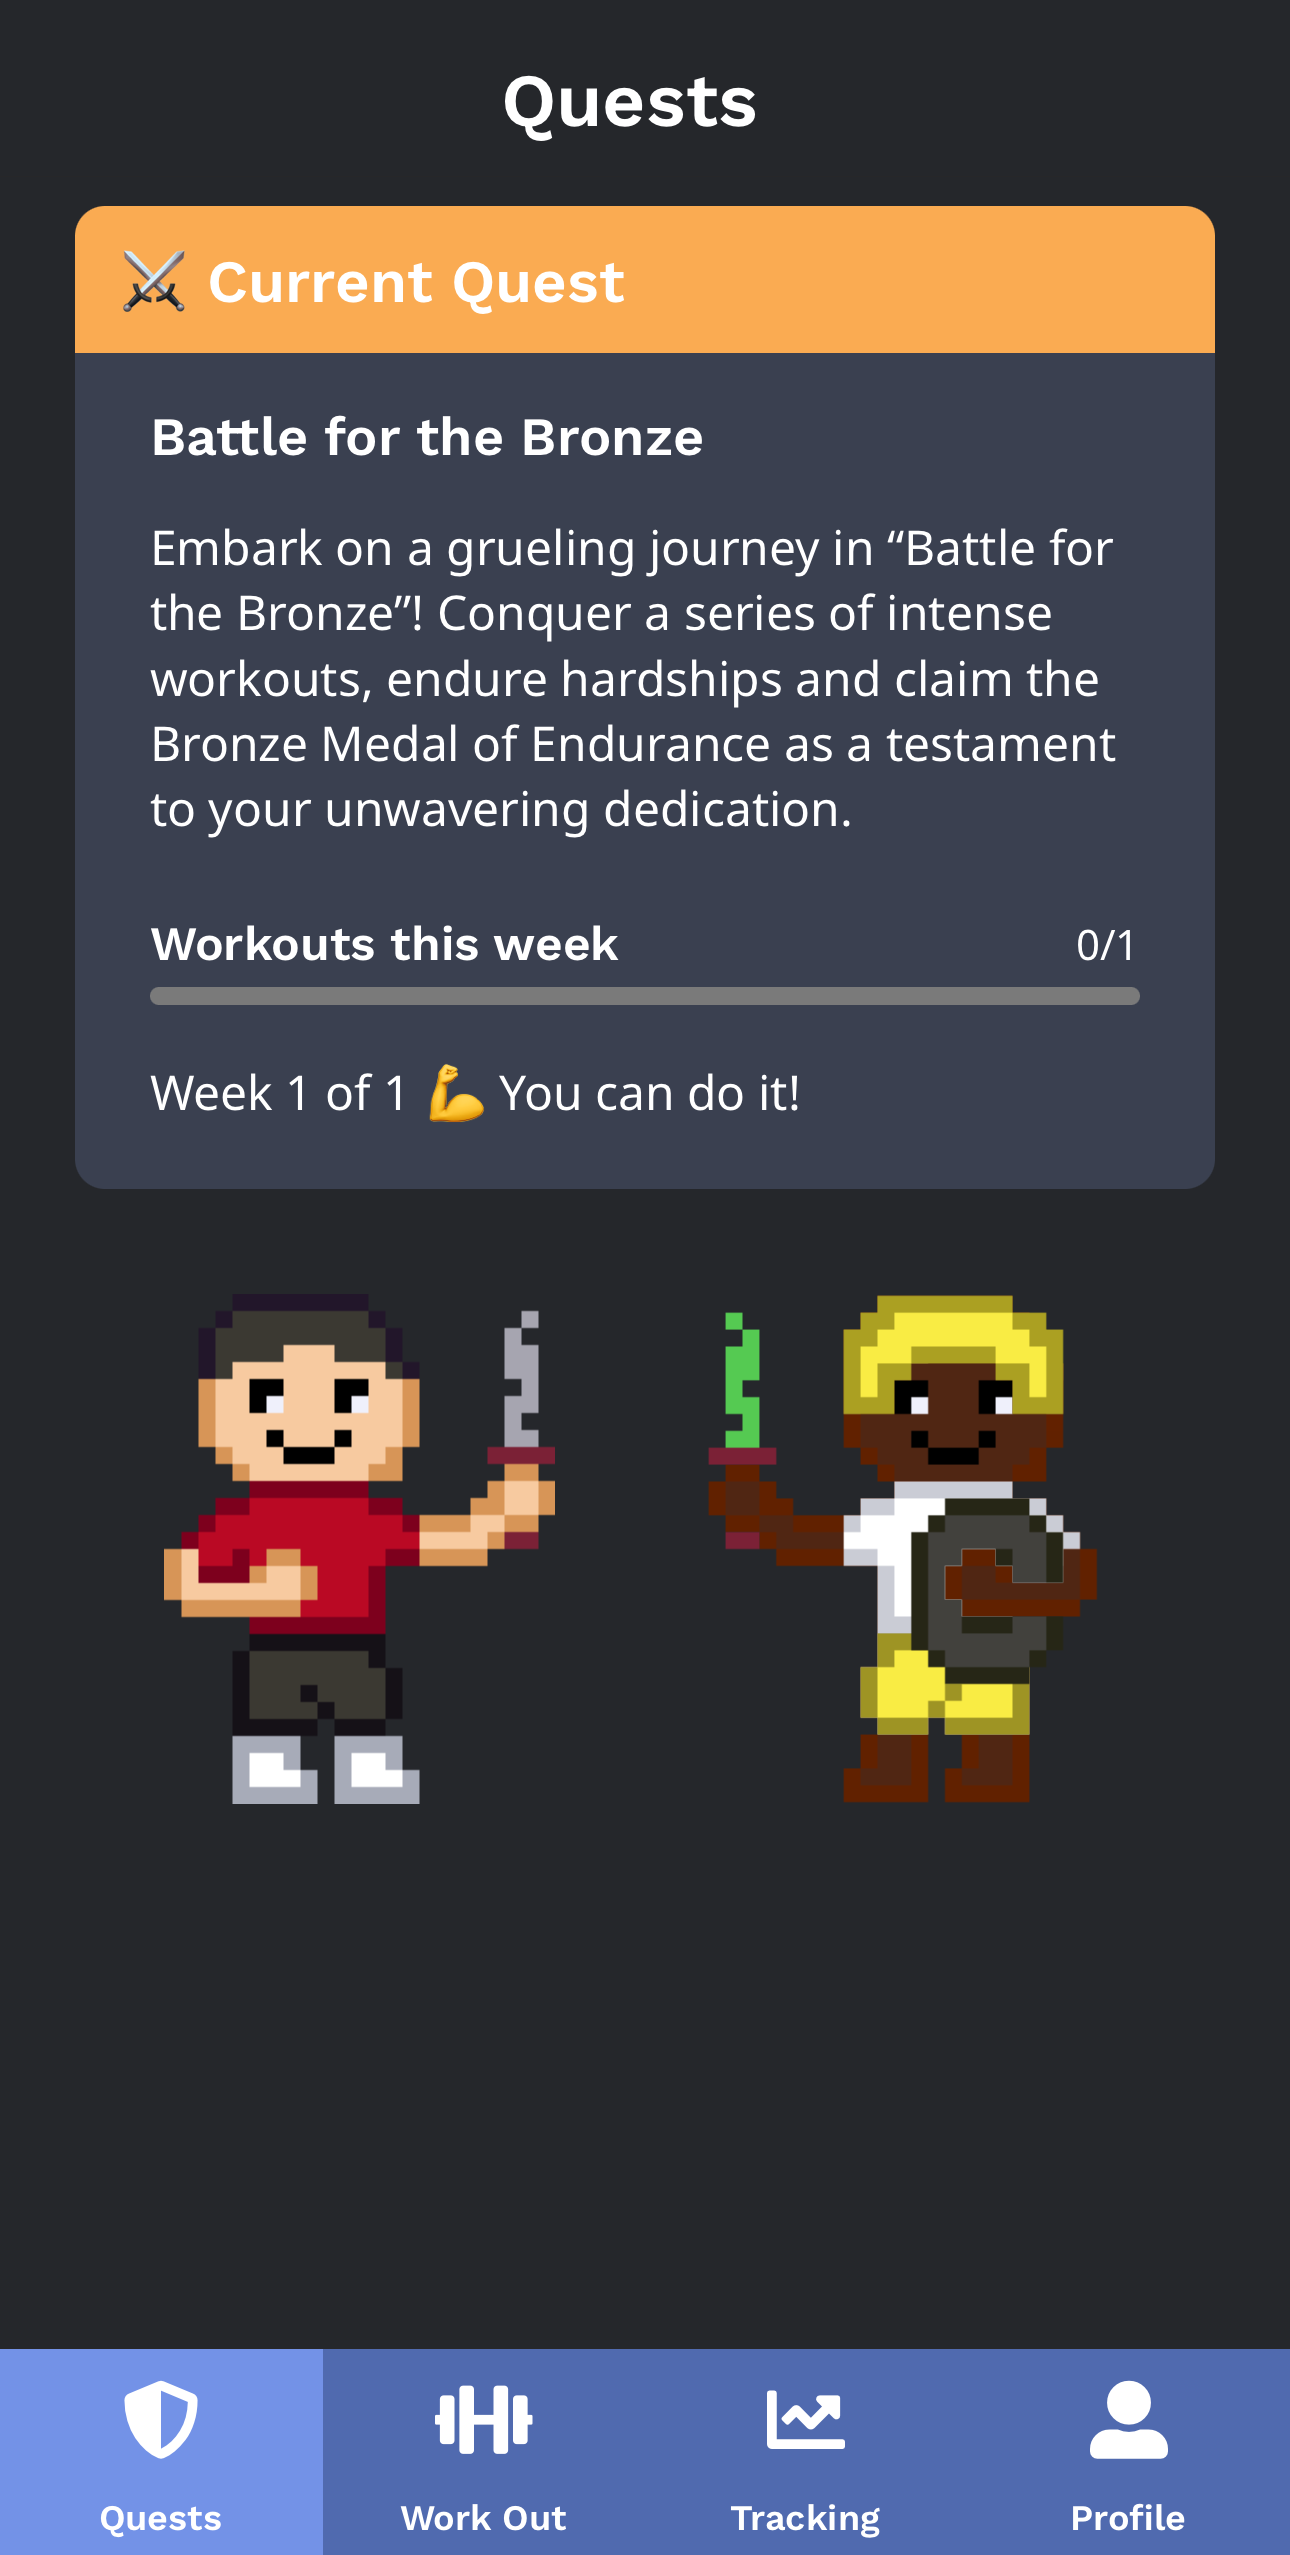 Quests
⚔️ Current Quest
Battle for the Bronze
Embark on a grueling journey in “Battle for
the Bronze”! Conquer a series of intense
workouts, endure hardships and claim the
Bronze Medal of Endurance as a testament
to your unwavering dedication.
Workouts this week 0/1
Week 1 of 1 💪 You can do it!
Quests Work Out Tracking Profile